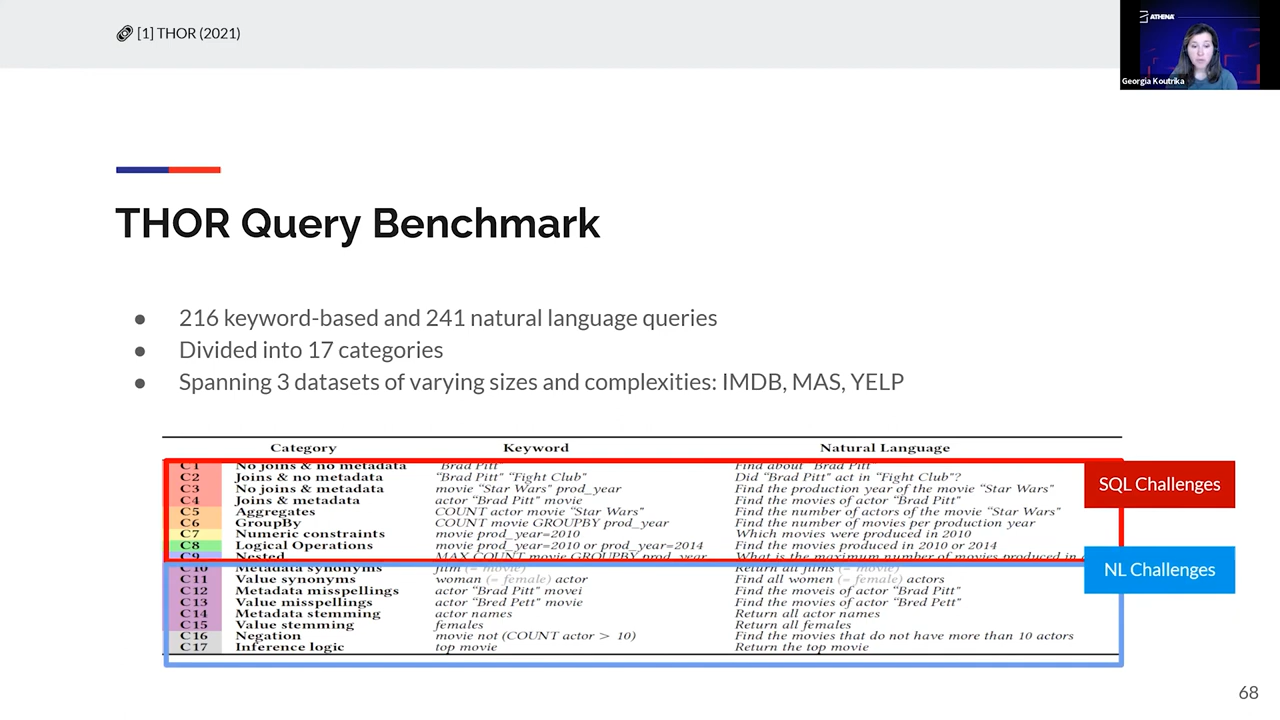 [1] THOR (2021)
ATHENA
Georgia Koutrika
THOR Query Benchmark
● 216 keyword-based and 241 natural language queries
● Divided into 17 categories
● Spanning 3 datasets of varying sizes and complexities: IMDB, MAS, YELP
Category Keyword Natural Language
C1 No joins & no metadata "Brad Pitt" Find about "Brad Pitt"
C2 Joins & no metadata "Brad Pitt" "Fight Club" Did "Brad Pitt" act in "Fight Club"?
C3 No joins & metadata movie "Star Wars" prod_year Find the production year of the movie "Star Wars"
C4 Joins & metadata actor "Brad Pitt" movie Find the movies of actor "Brad Pitt"
C5 Aggregates COUNT actor movie "Star Wars" Find the number of actors of the movie "Star Wars"
C6 GroupBy COUNT movie GROUPBY prod_year Find the number of movies per production year
C7 Numeric constraints movie prod_year=2010 Which movies were produced in 2010
C8 Logical Operations movie prod_year=2010 or prod_year=2014 Find the movies produced in 2010 or 2014
C9 Nested MAX COUNT movie GROUPBY prod_year What is the maximum number of movies produced in
C10 Metadata synonyms film (= movie) Return all films (= movie)
C11 Value synonyms woman (= female) actor Find all women (= female) actors
C12 Metadata misspellings actor "Brad Pitt" movei Find the moveis of actor "Brad Pitt"
C13 Value misspellings actor "Bred Pett" movie Find the movies of actor "Bred Pett"
C14 Metadata stemming actor names Return all actor names
C15 Value stemming females Return all females
C16 Negation movie not (COUNT actor > 10) Find the movies that do not have more than 10 actors
C17 Inference logic top movie Return the top movie
SQL Challenges
NL Challenges
68